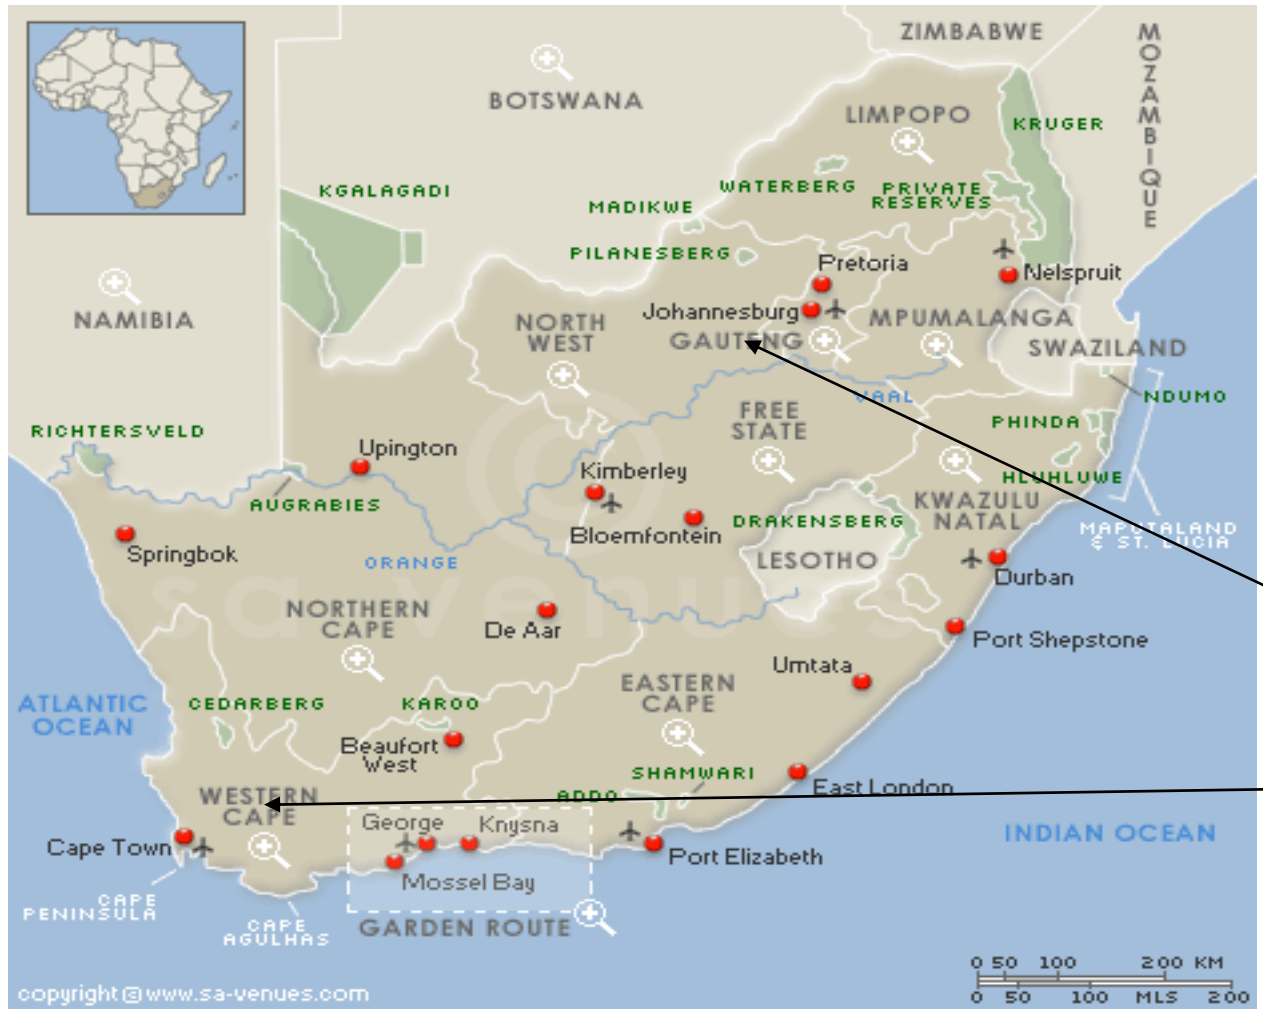 ZIMBABWE
MOZAMBIQUE
BOTSWANA
LIMPOPO
KRUGER
KGALAGADI
WATERBERG
PRIVATE
RESERVES
MADIKWE
PILANESBERG
Pretoria
Nelspruit
NAMIBIA
Johannesburg
NORTH
WEST
GAUTENG
MPUMALANGA
SWAZILAND
VAAL
NDUMO
FREE
STATE
PHINDA
RICHTERSVELD
Upington
Kimberley
HLUHLUWE
AUGRABIES
KWAZULU
NATAL
DRAKENSBERG
MAPUTALAND
& ST. LUCIA
Bloemfontein
Springbok
ORANGE
LESOTHO
Durban
sa-venues
NORTHERN
CAPE
De Aar
Port Shepstone
Umtata
EASTERN
CAPE
ATLANTIC
OCEAN
CEDARBERG
KAROO
Beaufort
West
SHAMWARI
East London
ADDO
WESTERN
CAPE
George
Knysna
INDIAN OCEAN
Cape Town
Port Elizabeth
Mossel Bay
CAPE
PENINSULA
CAPE
AGULHAS
GARDEN ROUTE
0 50 100 200 KM
0 50 100 MLS 200
copyright©www.sa-venues.com